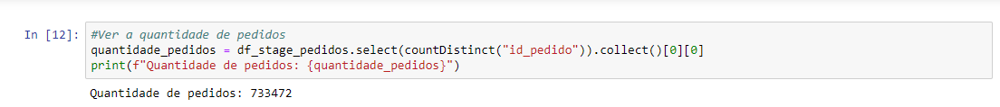 In [12]: #Ver a quantidade de pedidos
quantidade_pedidos = df_stage_pedidos.select(countDistinct("id_pedido")).collect()[0][0]
print(f"Quantidade de pedidos: {quantidade_pedidos}")
Quantidade de pedidos: 733472